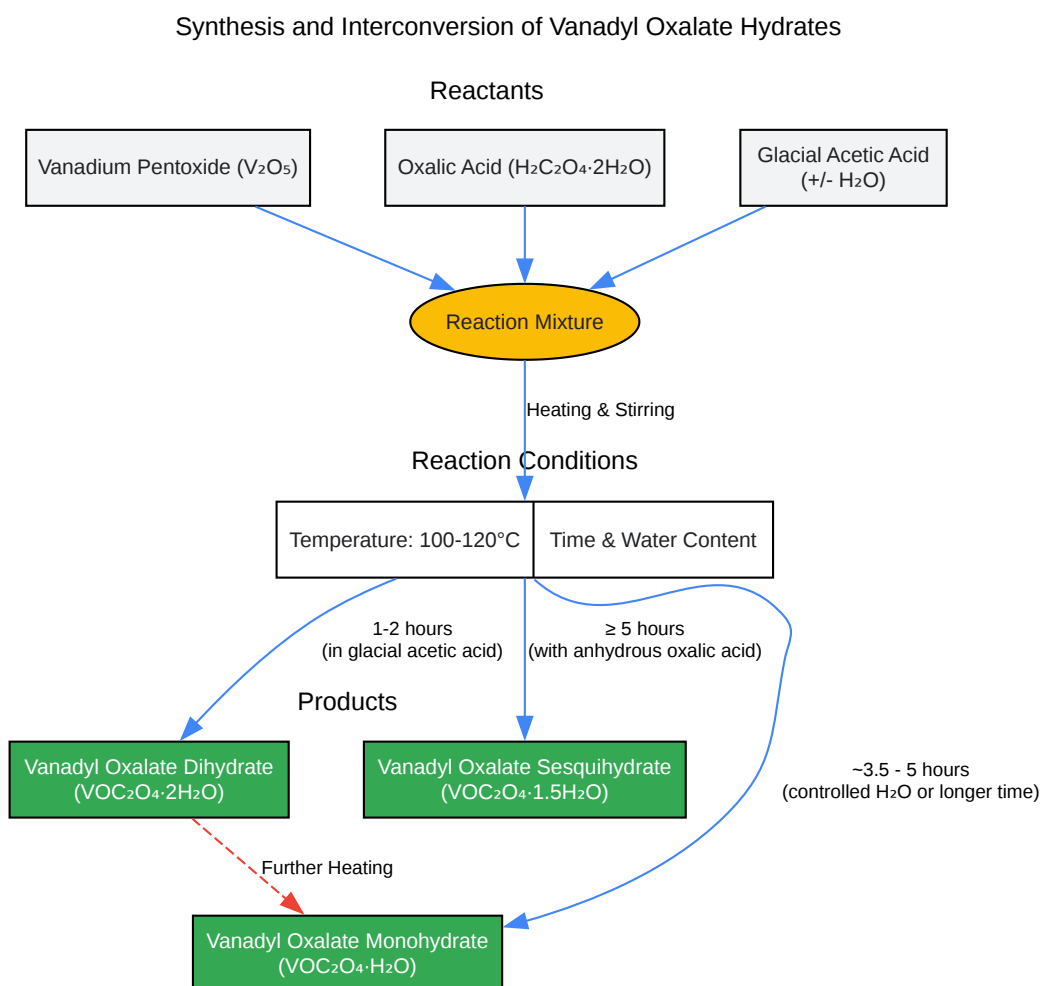 Synthesis and Interconversion of Vanadyl Oxalate Hydrates
Reactants
Vanadium Pentoxide (V₂O₅)
Oxalic Acid (H₂C₂O₄·2H₂O)
Glacial Acetic Acid
(+/- H₂O)
Reaction Mixture
Heating & Stirring
Reaction Conditions
Temperature: 100-120°C
Time & Water Content
1-2 hours
(in glacial acetic acid)
≥ 5 hours
(with anhydrous oxalic acid)
Products
Vanadyl Oxalate Dihydrate
(VOC₂O₄·2H₂O)
Vanadyl Oxalate Sesquihydrate
(VOC₂O₄·1.5H₂O)
~3.5 - 5 hours
(controlled H₂O or longer time)
Further Heating
Vanadyl Oxalate Monohydrate
(VOC₂O₄·H₂O)